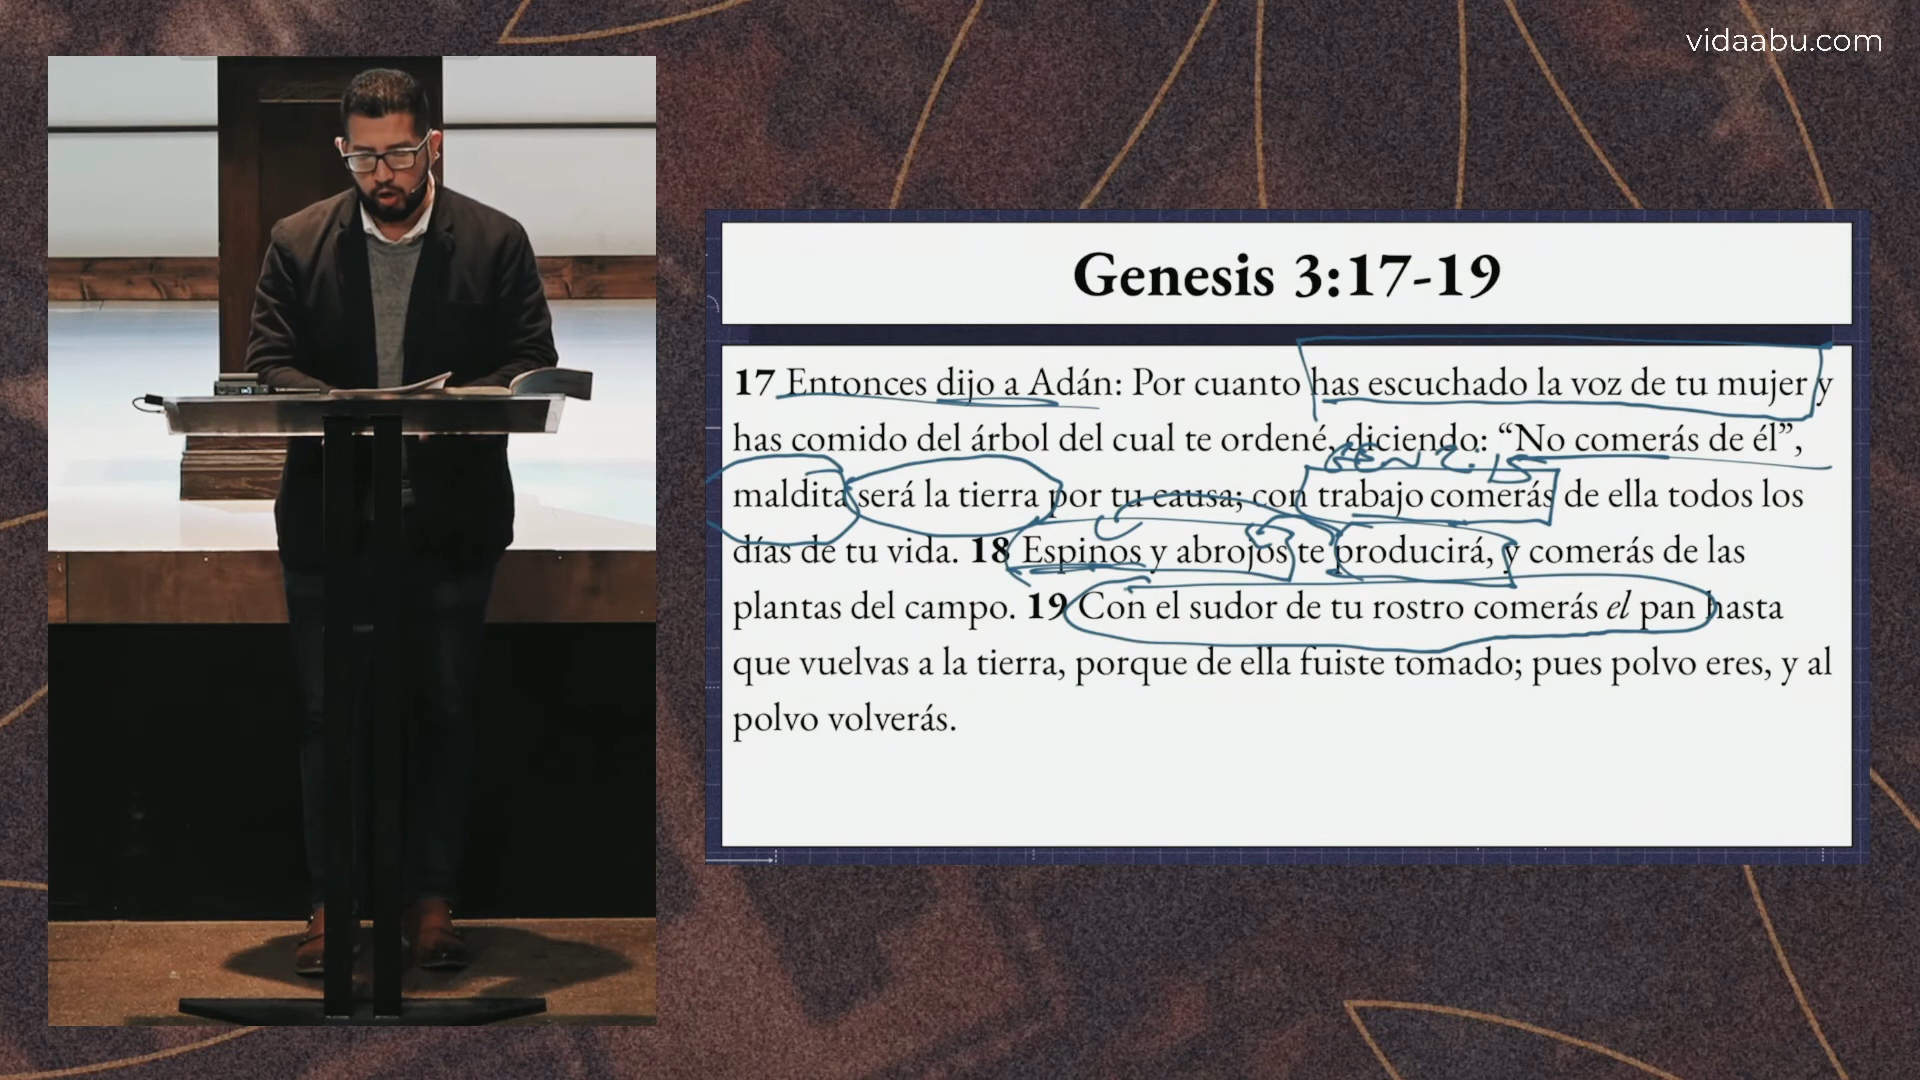 vidaabu.com
Genesis 3:17-19
17 Entonces dijo a Adán: Por cuanto has escuchado la voz de tu mujer y
has comido del árbol del cual te ordené, diciendo: “No comerás de él”,
GEN 2:15
maldita será la tierra por tu causa; con trabajo comerás de ella todos los
días de tu vida. 18 Espinos y abrojos te producirá, y comerás de las
plantas del campo. 19 Con el sudor de tu rostro comerás el pan hasta
que vuelvas a la tierra, porque de ella fuiste tomado; pues polvo eres, y al
polvo volverás.